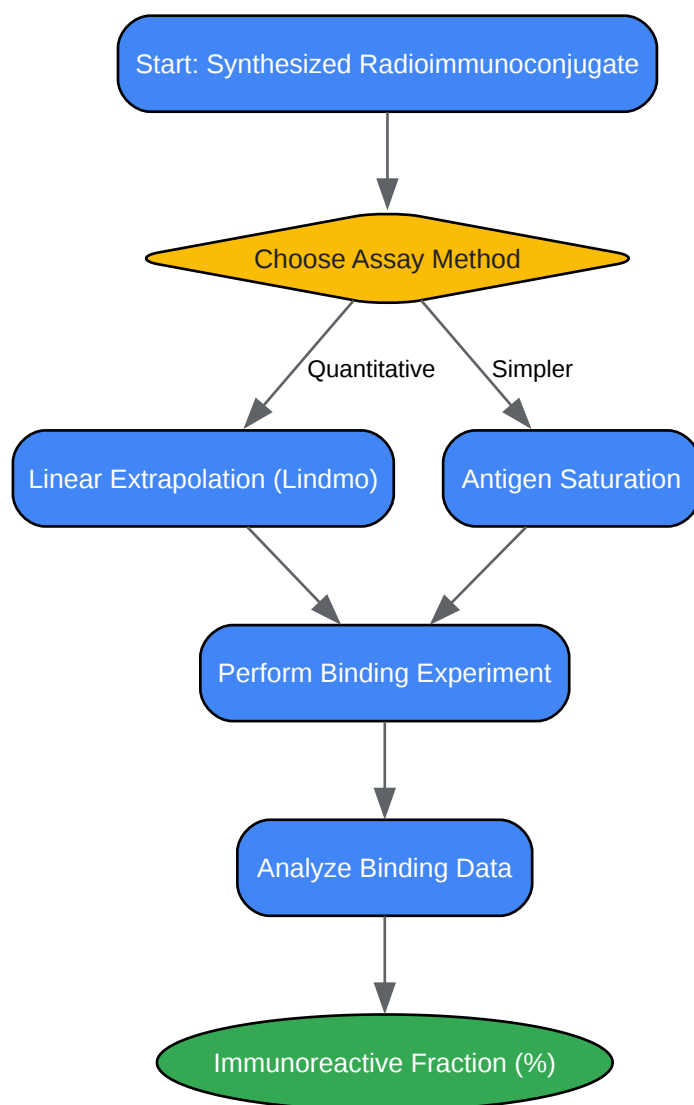 Start: Synthesized Radioimmunoconjugate
Choose Assay Method
Quantitative
Simpler
Linear Extrapolation (Lindmo)
Antigen Saturation
Perform Binding Experiment
Analyze Binding Data
Immunoreactive Fraction (%)